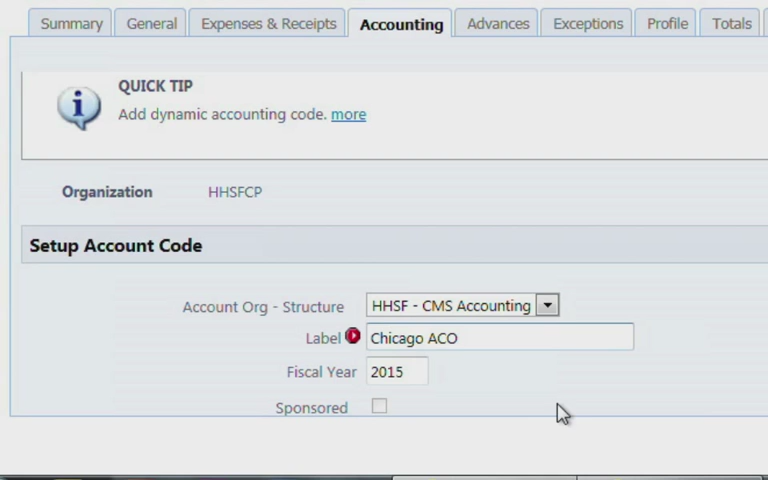 Summary General Expenses & Receipts Accounting Advances Exceptions Profile Totals
QUICK TIP
Add dynamic accounting code. more
Organization HHSFCP
Setup Account Code
Account Org - Structure HHSF - CMS Accounting
Label Chicago ACO
Fiscal Year 2015
Sponsored